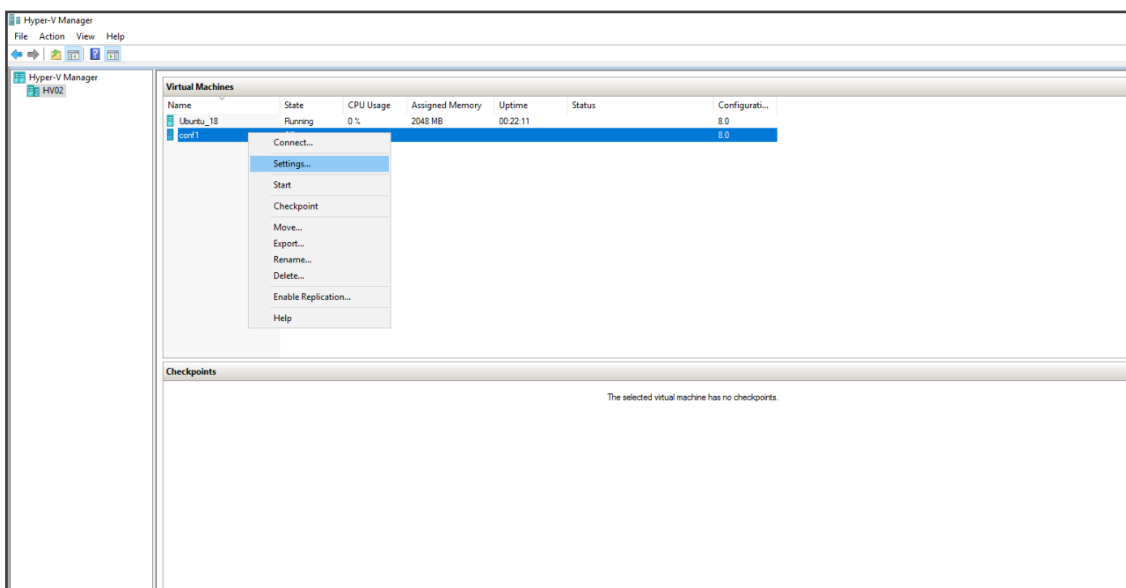 Hyper-V Manager
File Action View Help
Hyper-V Manager
HV02
Virtual Machines
Name State CPU Usage Assigned Memory Uptime Status Configurati...
Ubuntu_18 Running 0 % 2048 MB 00:22:11 8.0
conf1 8.0
Connect...
Settings...
Start
Checkpoint
Move...
Export...
Rename...
Delete...
Enable Replication...
Help
Checkpoints
The selected virtual machine has no checkpoints.